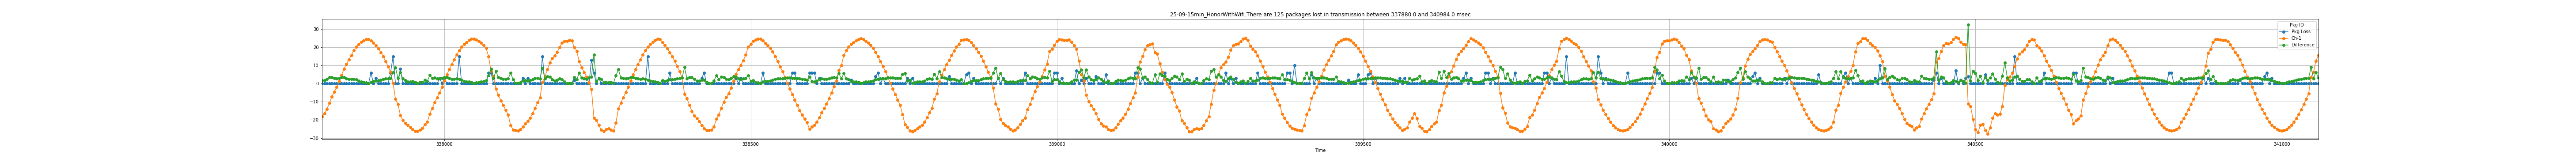 25-09-15min_HonorWithWifi There are 125 packages lost in transmission between 337880.0 and 340984.0 msec
Pkg ID
Pkg Loss
Ch-1
Difference
30
20
10
0
−10
−20
−30
338000
338500
339000
339500
340000
340500
341000
Time